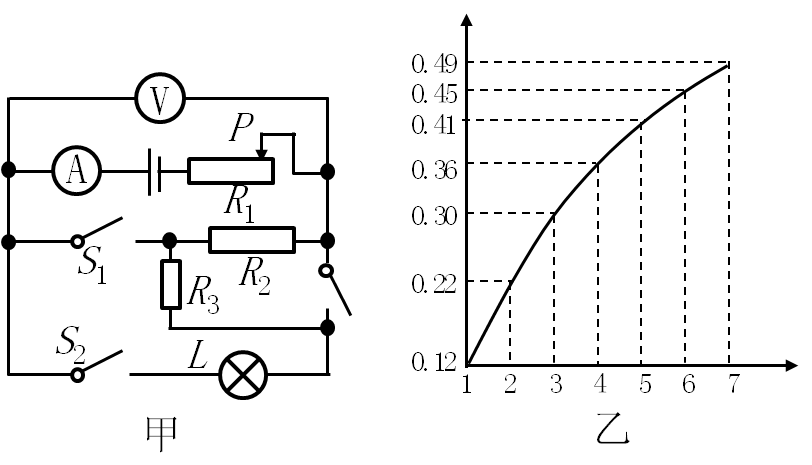 V
A
P
R1
S1
R2
R3
S2
L
甲
0.49
0.45
0.41
0.36
0.30
0.22
0.12
1 2 3 4 5 6 7
乙